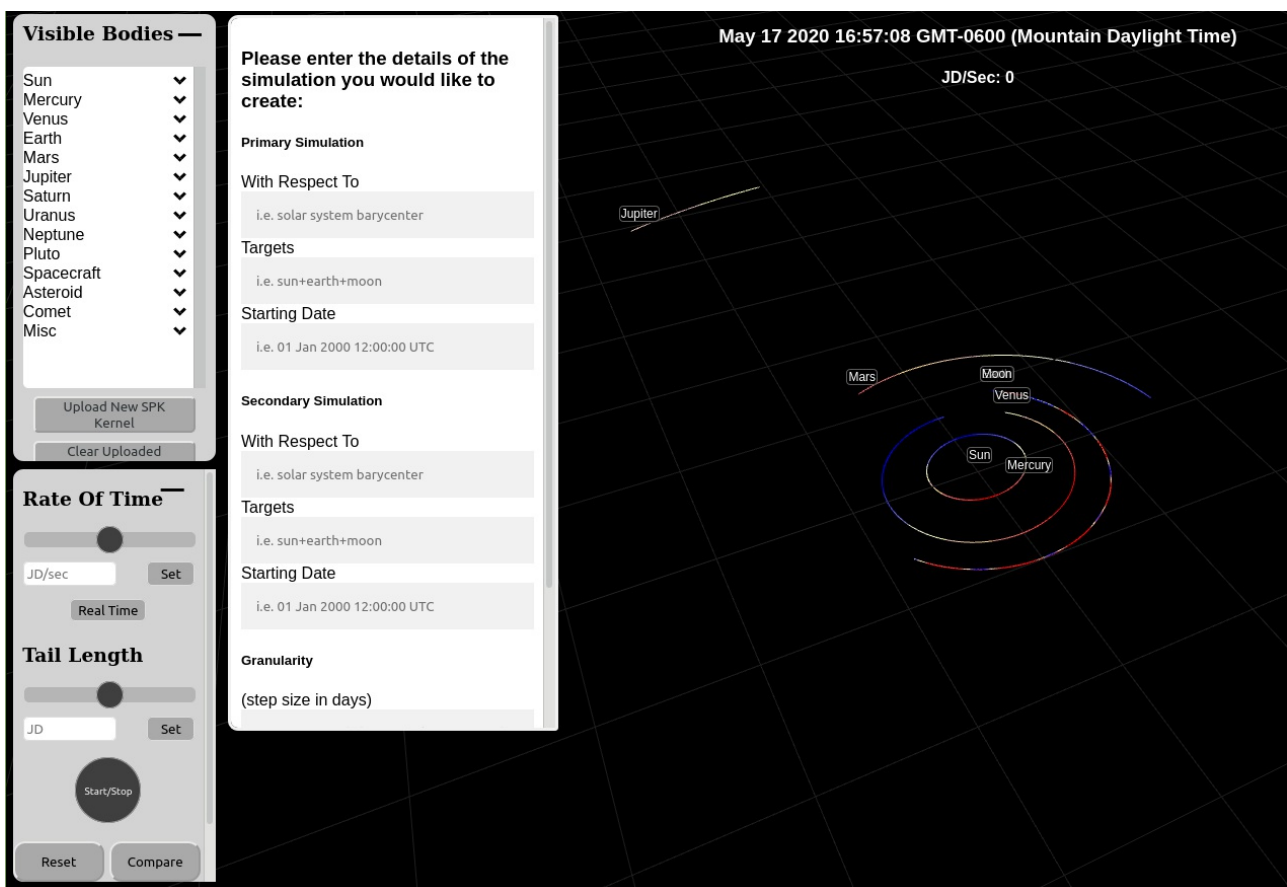 Visible Bodies
Sun
Mercury
Venus
Earth
Mars
Jupiter
Saturn
Uranus
Neptune
Pluto
Spacecraft
Asteroid
Comet
Misc
Upload New SPK
Kernel
Clear Uploaded
Rate Of Time
JD/sec
Set
Real Time
Tail Length
JD
Set
Start/Stop
Reset
Compare
Please enter the details of the
simulation you would like to
create:
Primary Simulation
With Respect To
i.e. solar system barycenter
Targets
i.e. sun+earth+moon
Starting Date
i.e. 01 Jan 2000 12:00:00 UTC
Secondary Simulation
With Respect To
i.e. solar system barycenter
Targets
i.e. sun+earth+moon
Starting Date
i.e. 01 Jan 2000 12:00:00 UTC
Granularity
(step size in days)
May 17 2020 16:57:08 GMT-0600 (Mountain Daylight Time)
JD/Sec: 0
Jupiter
Mars
Moon
Venus
Sun
Mercury